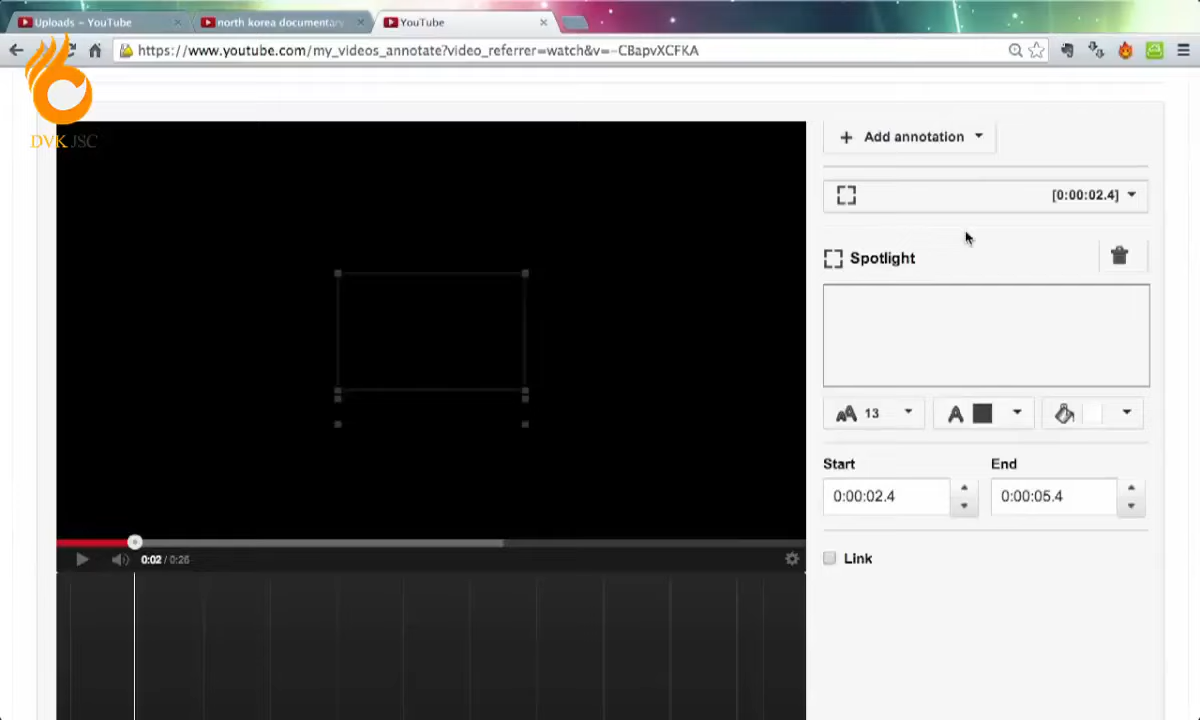 Uploads – YouTube
north korea documentary
YouTube
https://www.youtube.com/my_videos_annotate?video_referrer=watch&v=-CBapvXCFKA
DVK JSC
+ Add annotation
[0:00:02.4]
Spotlight
AA 13
A
Start
End
0:00:02.4
0:00:05.4
0:02 / 0:26
Link